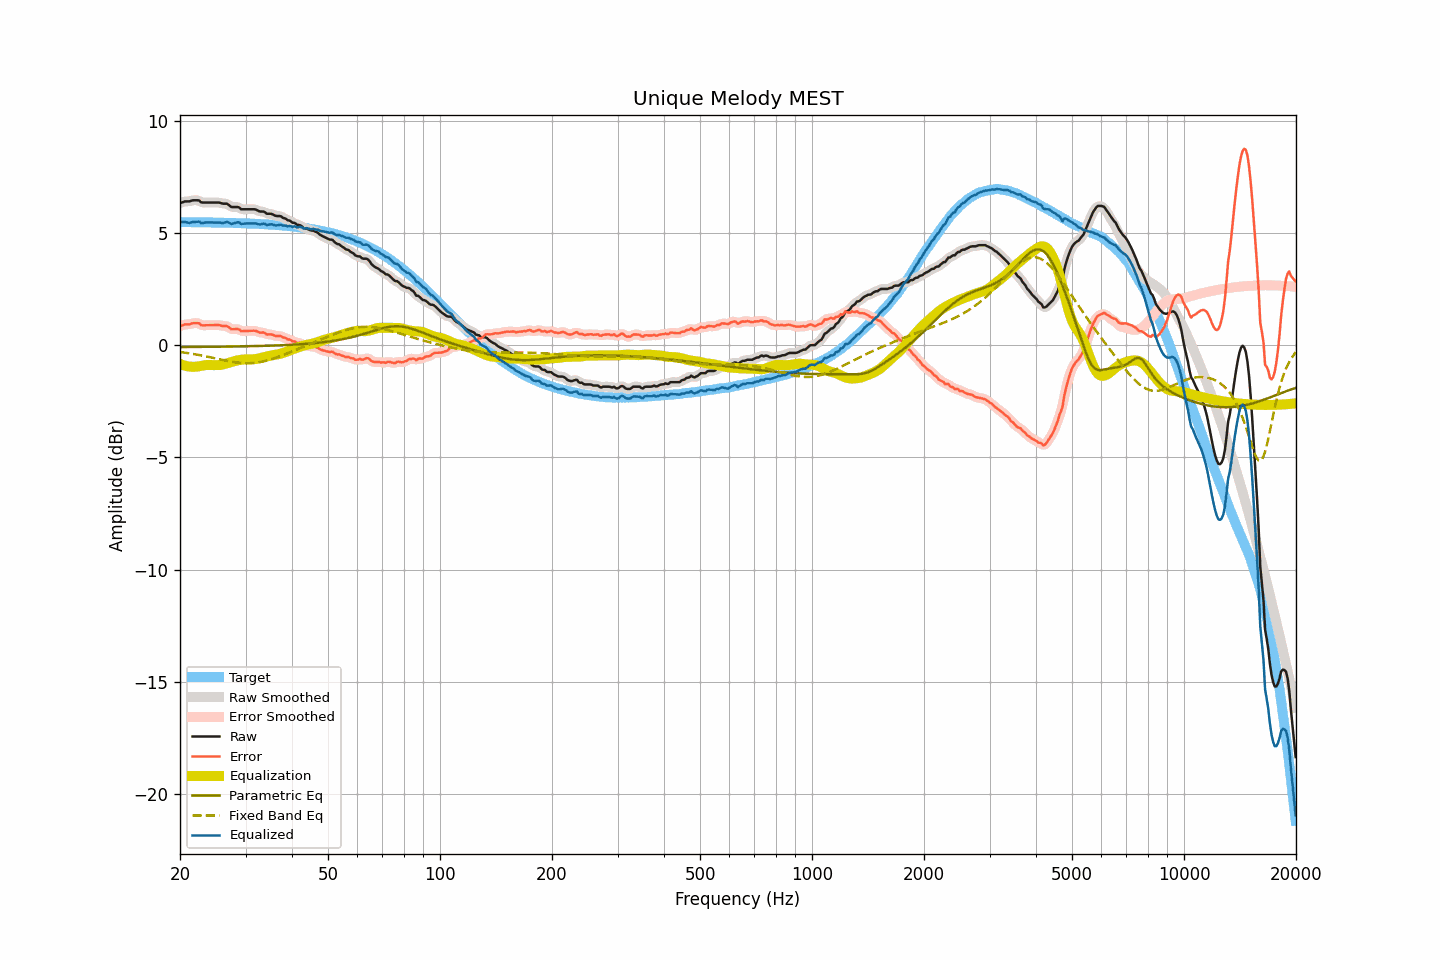 Unique Melody MEST
10
5
0
−5
−10
−15
−20
Amplitude (dBr)
Target
Raw Smoothed
Error Smoothed
Raw
Error
Equalization
Parametric Eq
Fixed Band Eq
Equalized
20 50 100 200 500 1000 2000 5000 10000 20000
Frequency (Hz)